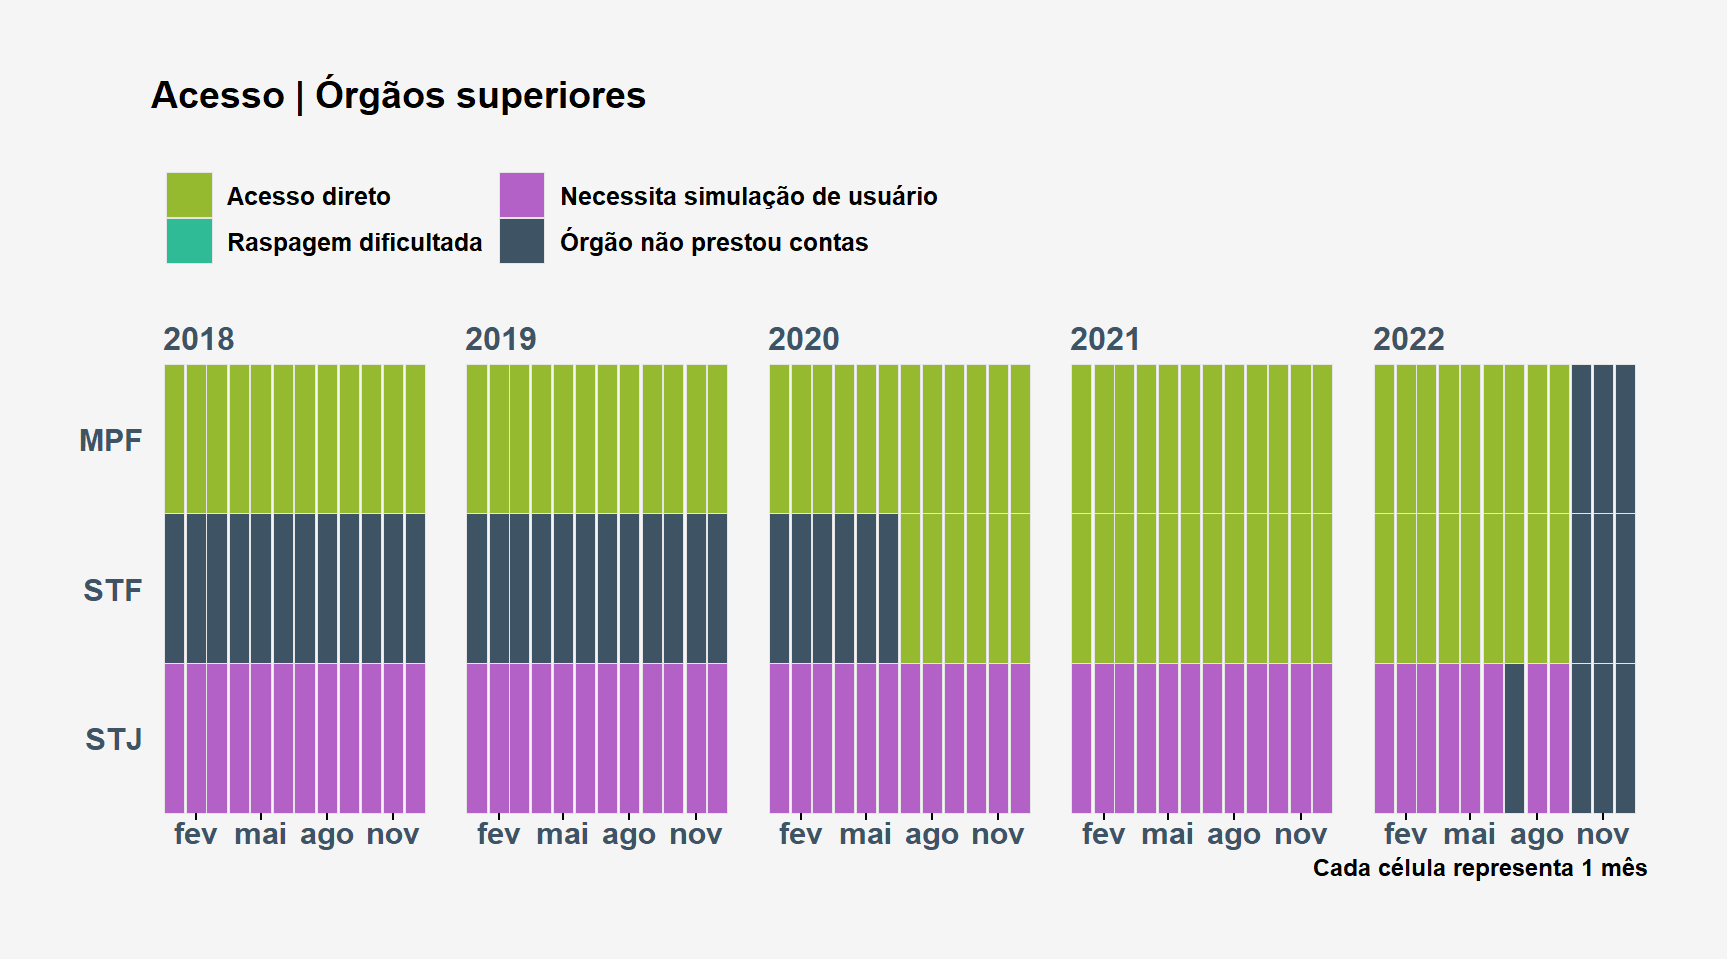 Acesso | Órgãos superiores
Acesso direto
Necessita simulação de usuário
Raspagem dificultada
Órgão não prestou contas
2018 2019 2020 2021 2022
MPF
STF
STJ
fev mai ago nov fev mai ago nov fev mai ago nov fev mai ago nov fev mai ago nov
Cada célula representa 1 mês